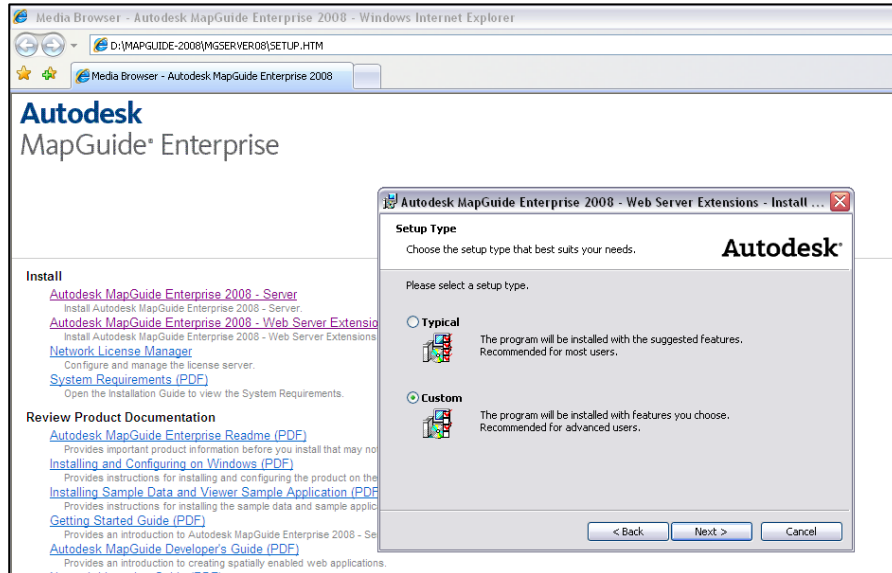 Media Browser - Autodesk MapGuide Enterprise 2008 - Windows Internet Explorer
D:\MAPGUIDE-2008\MGSERVER08\SETUP.HTM
Media Browser - Autodesk MapGuide Enterprise 2008
Autodesk
MapGuide® Enterprise
Install
Autodesk MapGuide Enterprise 2008 - Server
Install Autodesk MapGuide Enterprise 2008 - Server.
Autodesk MapGuide Enterprise 2008 - Web Server Extensio
Install Autodesk MapGuide Enterprise 2008 - Web Server Extensions
Network License Manager
Configure and manage the license server.
System Requirements (PDF)
Open the Installation Guide to view the System Requirements.
Review Product Documentation
Autodesk MapGuide Enterprise Readme (PDF)
Provides important product information before you install that may no
Installing and Configuring on Windows (PDF)
Provides instructions for installing and configuring the product on the
Installing Sample Data and Viewer Sample Application (PDF
Provides instructions for installing the sample data and sample applic
Getting Started Guide (PDF)
Provides an introduction to Autodesk MapGuide Enterprise 2008 - Se
Autodesk MapGuide Developer's Guide (PDF)
Provides an introduction to creating spatially enabled web applications.
Autodesk MapGuide Enterprise 2008 - Web Server Extensions - Install ...
Setup Type
Choose the setup type that best suits your needs.
Autodesk®
Please select a setup type.
Typical
The program will be installed with the suggested features.
Recommended for most users.
Custom
The program will be installed with features you choose.
Recommended for advanced users.
< Back
Next >
Cancel